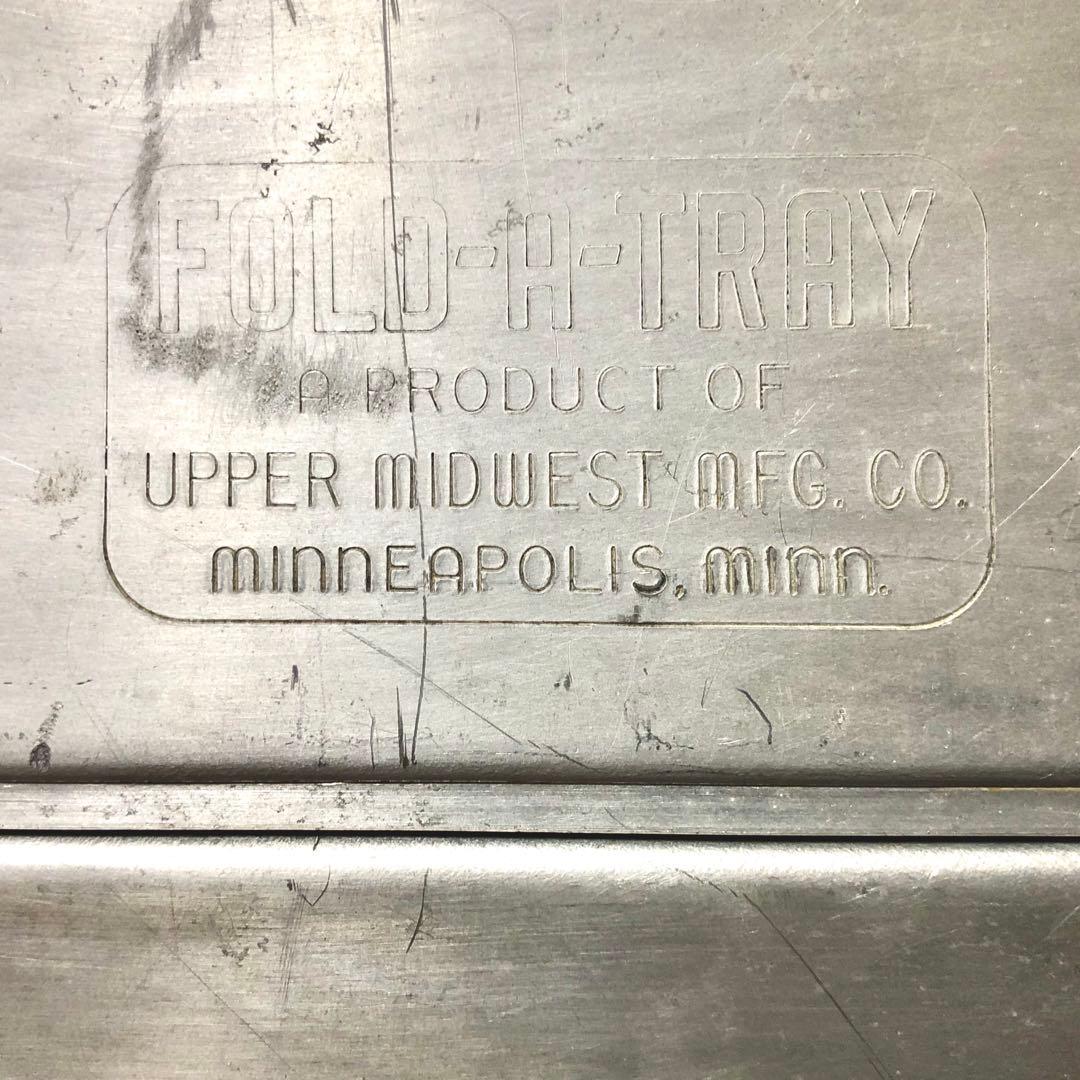 FOLD-A-TRAY
A PRODUCT OF
UPPER MIDWEST MFG. CO.
MINNEAPOLIS, MINN.